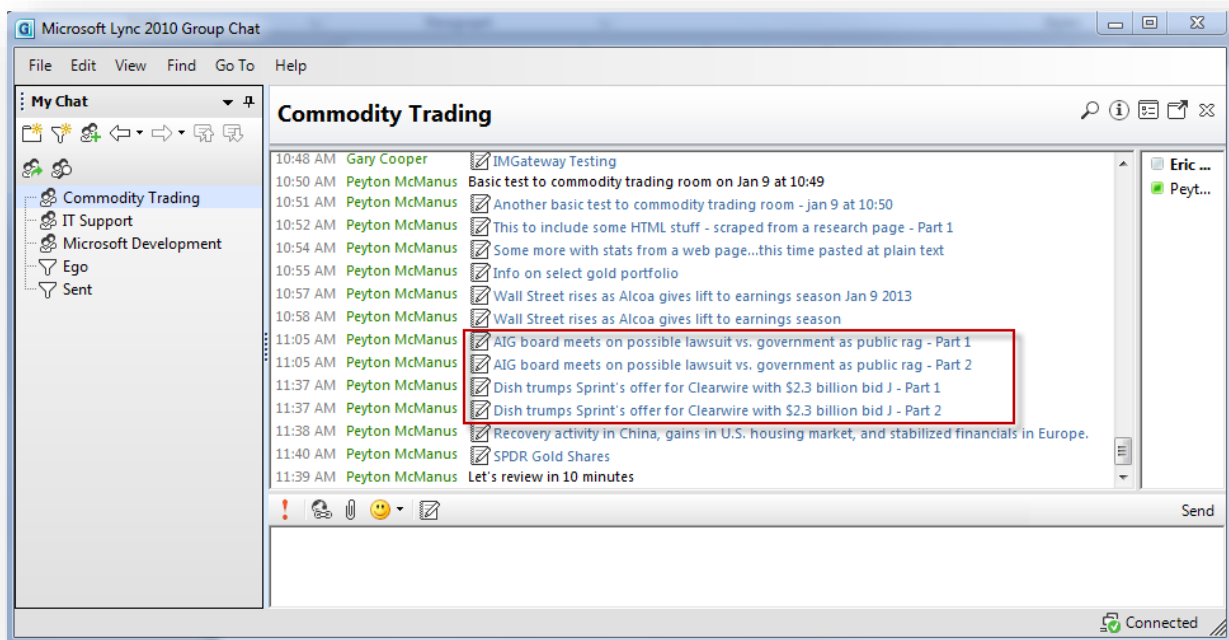 Microsoft Lync 2010 Group Chat
File Edit View Find Go To Help
My Chat
Commodity Trading
IT Support
Microsoft Development
Ego
Sent
Commodity Trading
10:48 AM Gary Cooper IMGateway Testing
10:50 AM Peyton McManus Basic test to commodity trading room on Jan 9 at 10:49
10:51 AM Peyton McManus Another basic test to commodity trading room - jan 9 at 10:50
10:52 AM Peyton McManus This to include some HTML stuff - scraped from a research page - Part 1
10:54 AM Peyton McManus Some more with stats from a web page...this time pasted at plain text
10:55 AM Peyton McManus Info on select gold portfolio
10:57 AM Peyton McManus Wall Street rises as Alcoa gives lift to earnings season Jan 9 2013
10:58 AM Peyton McManus Wall Street rises as Alcoa gives lift to earnings season
11:05 AM Peyton McManus AIG board meets on possible lawsuit vs. government as public rag - Part 1
11:05 AM Peyton McManus AIG board meets on possible lawsuit vs. government as public rag - Part 2
11:37 AM Peyton McManus Dish trumps Sprint's offer for Clearwire with $2.3 billion bid J - Part 1
11:37 AM Peyton McManus Dish trumps Sprint's offer for Clearwire with $2.3 billion bid J - Part 2
11:38 AM Peyton McManus Recovery activity in China, gains in U.S. housing market, and stabilized financials in Europe.
11:40 AM Peyton McManus SPDR Gold Shares
11:39 AM Peyton McManus Let's review in 10 minutes
Eric ...
Peyt...
Send
Connected